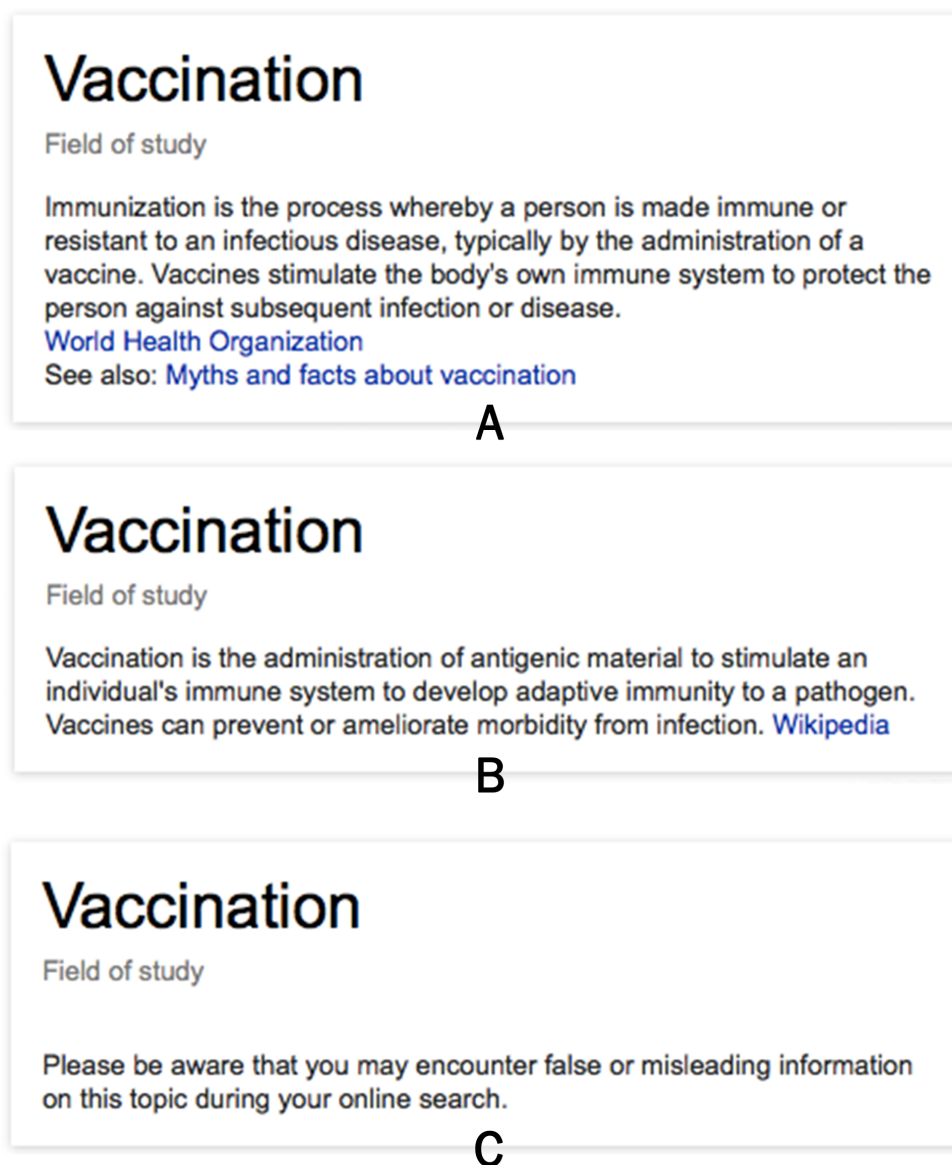 Vaccination
Field of study
Immunization is the process whereby a person is made immune or
resistant to an infectious disease, typically by the administration of a
vaccine. Vaccines stimulate the body's own immune system to protect the
person against subsequent infection or disease.
World Health Organization
See also: Myths and facts about vaccination
A
Vaccination
Field of study
Vaccination is the administration of antigenic material to stimulate an
individual's immune system to develop adaptive immunity to a pathogen.
Vaccines can prevent or ameliorate morbidity from infection. Wikipedia
B
Vaccination
Field of study
Please be aware that you may encounter false or misleading information
on this topic during your online search.
C